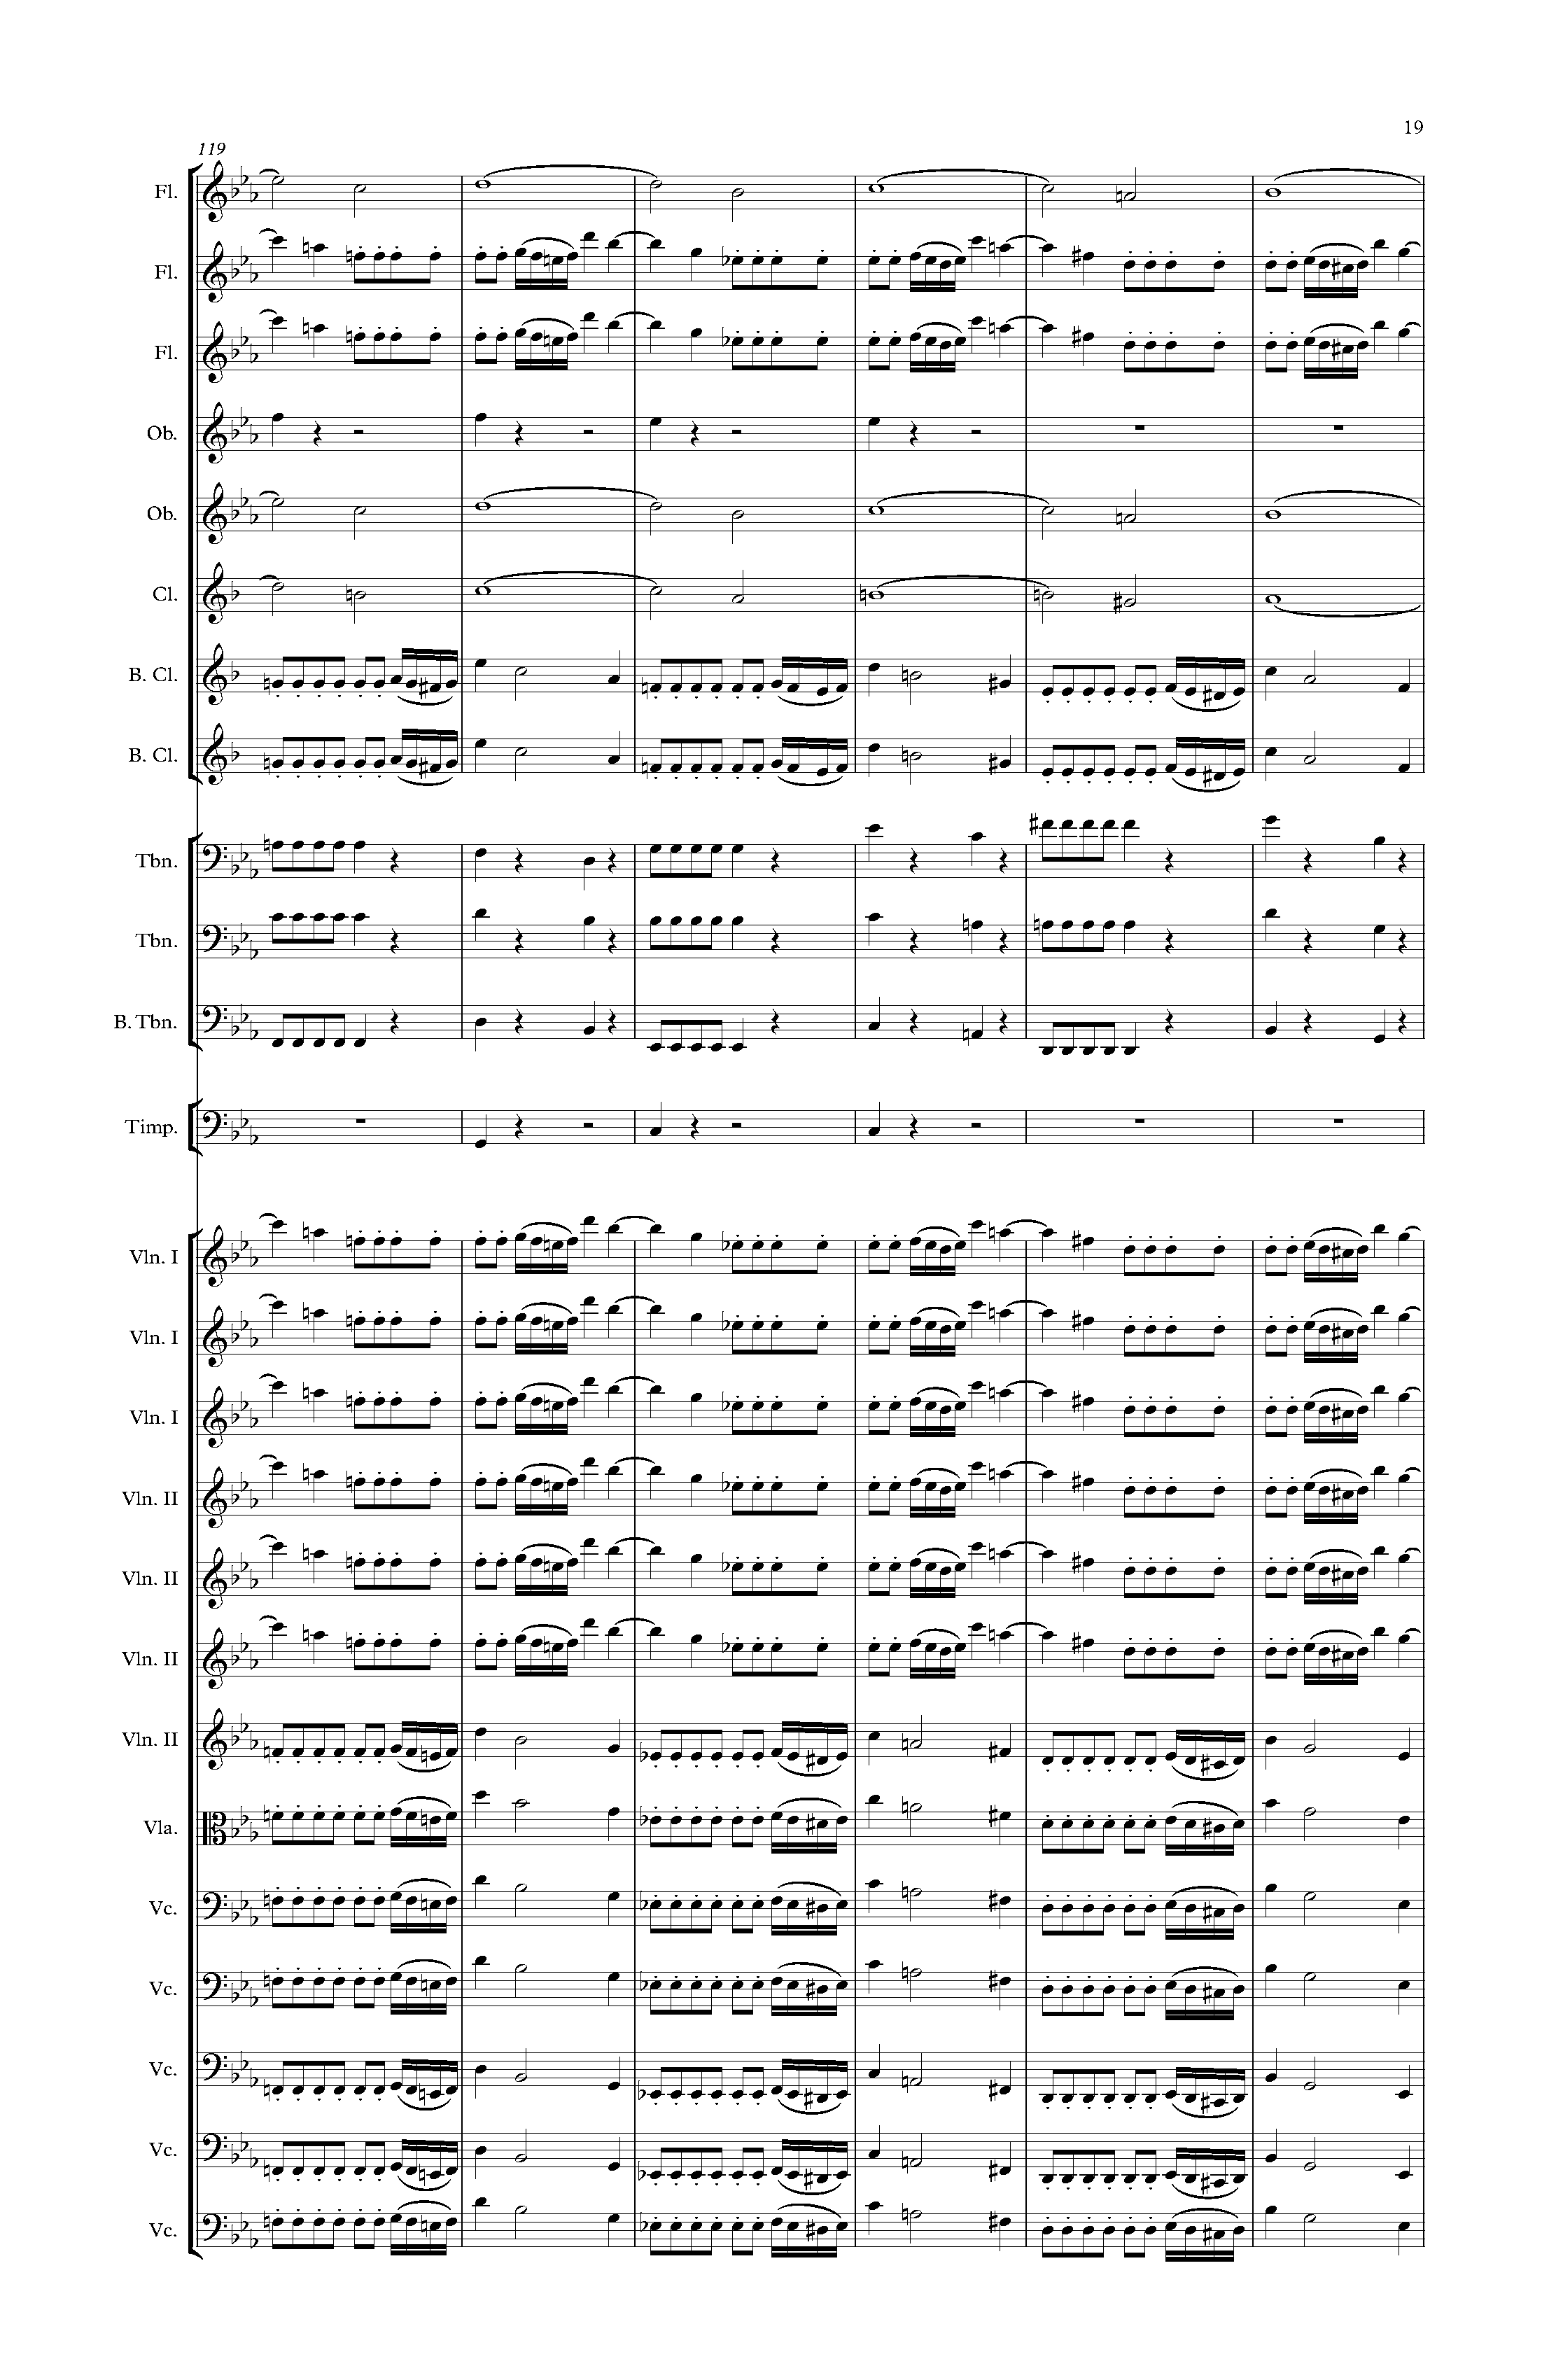 19
119
Fl.
Fl.
Fl.
Ob.
Ob.
Cl.
B. Cl.
B. Cl.
Tbn.
Tbn.
B. Tbn.
Timp.
Vln. I
Vln. I
Vln. I
Vln. II
Vln. II
Vln. II
Vln. II
Vla.
Vc.
Vc.
Vc.
Vc.
Vc.